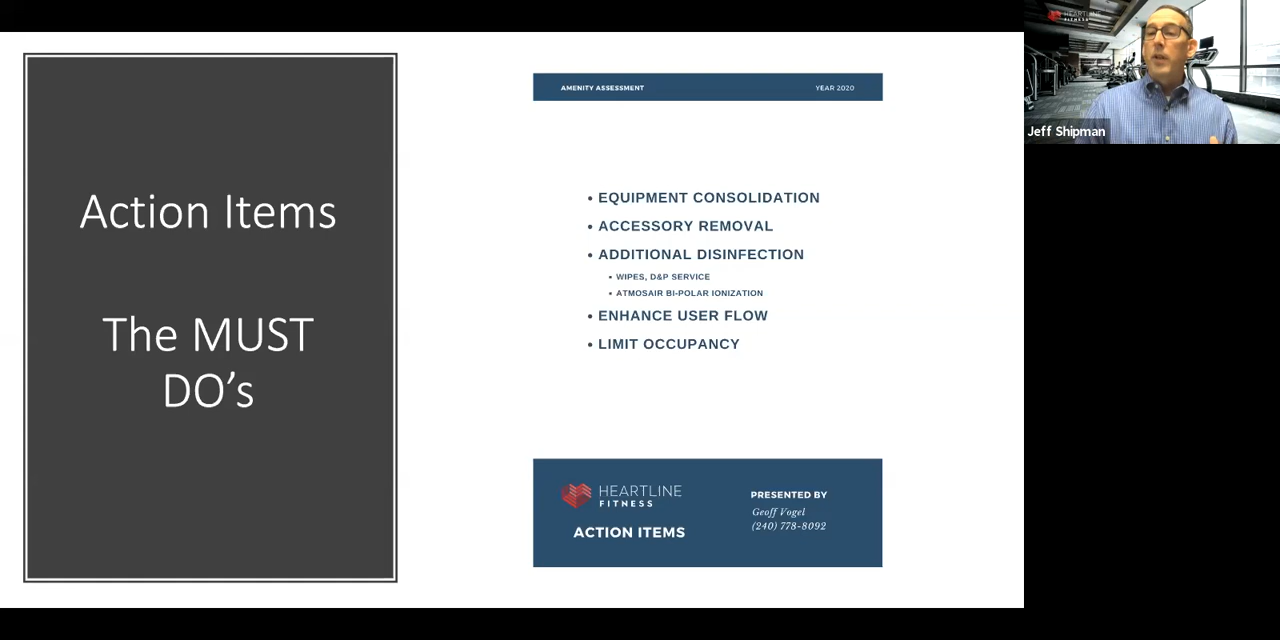 Action Items
The MUST
DO's
AMENITY ASSESSMENT
YEAR 2020
• EQUIPMENT CONSOLIDATION
• ACCESSORY REMOVAL
• ADDITIONAL DISINFECTION
• WIPES, D&P SERVICE
• ATMOSAIR BI-POLAR IONIZATION
• ENHANCE USER FLOW
• LIMIT OCCUPANCY
HEARTLINE
FITNESS
ACTION ITEMS
PRESENTED BY
Geoff Vogel
(240) 778-8092
HEARTLINE
FITNESS
Jeff Shipman